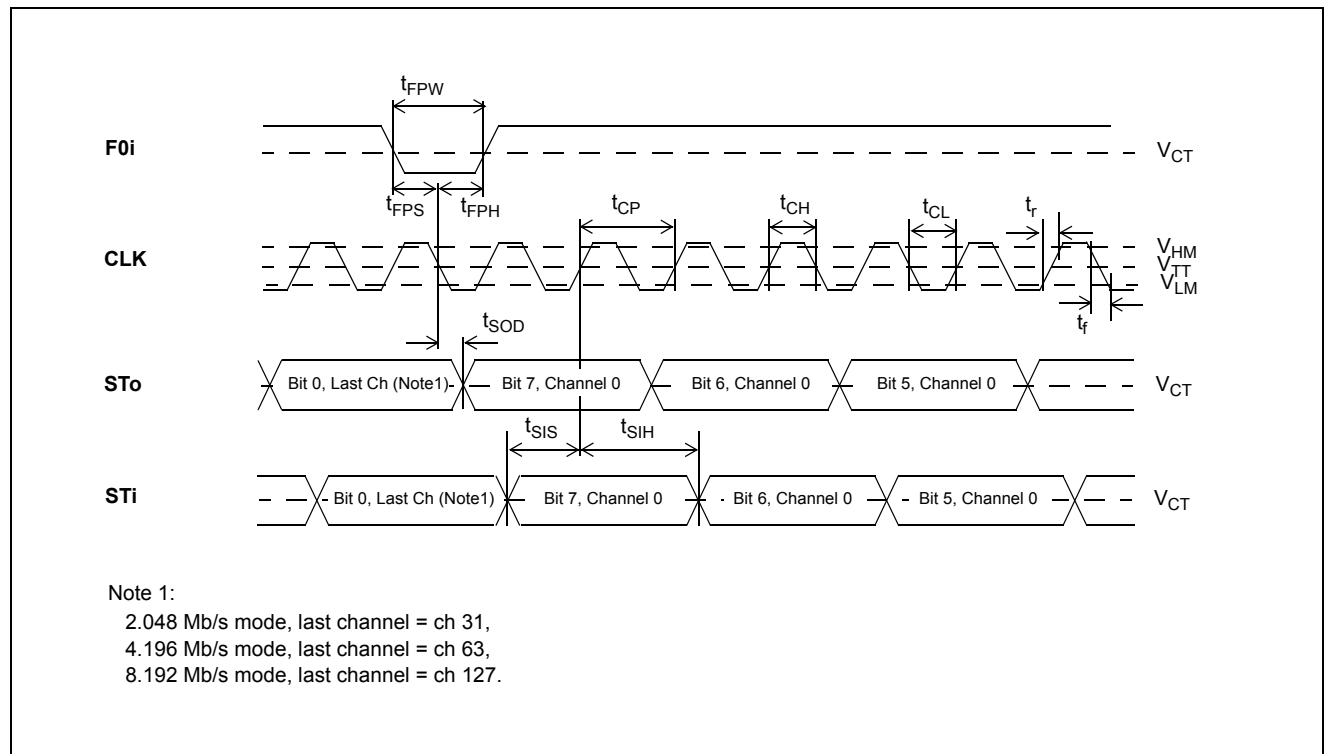 tFPW
F0i
VCT
tFPS
tFPH
tCP
tCH
tCL
tr
CLK
VHM
VTT
VLM
tf
tSOD
STo
Bit 0, Last Ch (Note1)
Bit 7, Channel 0
Bit 6, Channel 0
Bit 5, Channel 0
VCT
tSIS
tSIH
STi
Bit 0, Last Ch (Note1)
Bit 7, Channel 0
Bit 6, Channel 0
Bit 5, Channel 0
VCT
Note 1:
2.048 Mb/s mode, last channel = ch 31,
4.196 Mb/s mode, last channel = ch 63,
8.192 Mb/s mode, last channel = ch 127.